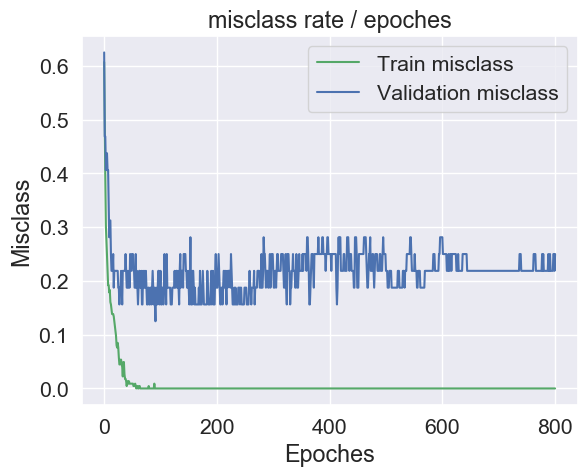 misclass rate / epoches
Train misclass
Validation misclass
Misclass
0.6
0.5
0.4
0.3
0.2
0.1
0.0
0
200
400
600
800
Epoches